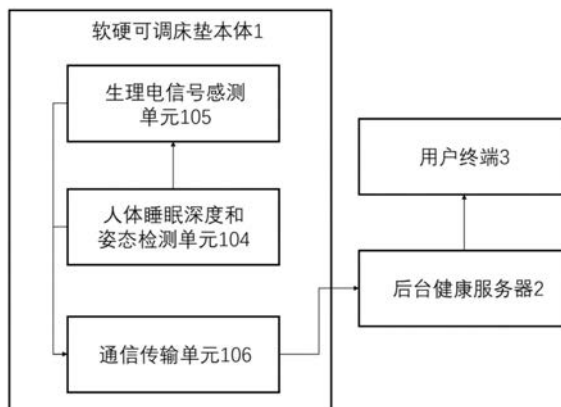 软硬可调床垫本体1
生理电信号感测
单元105
人体睡眠深度和
姿态检测单元104
通信传输单元106
用户终端3
后台健康服务器2